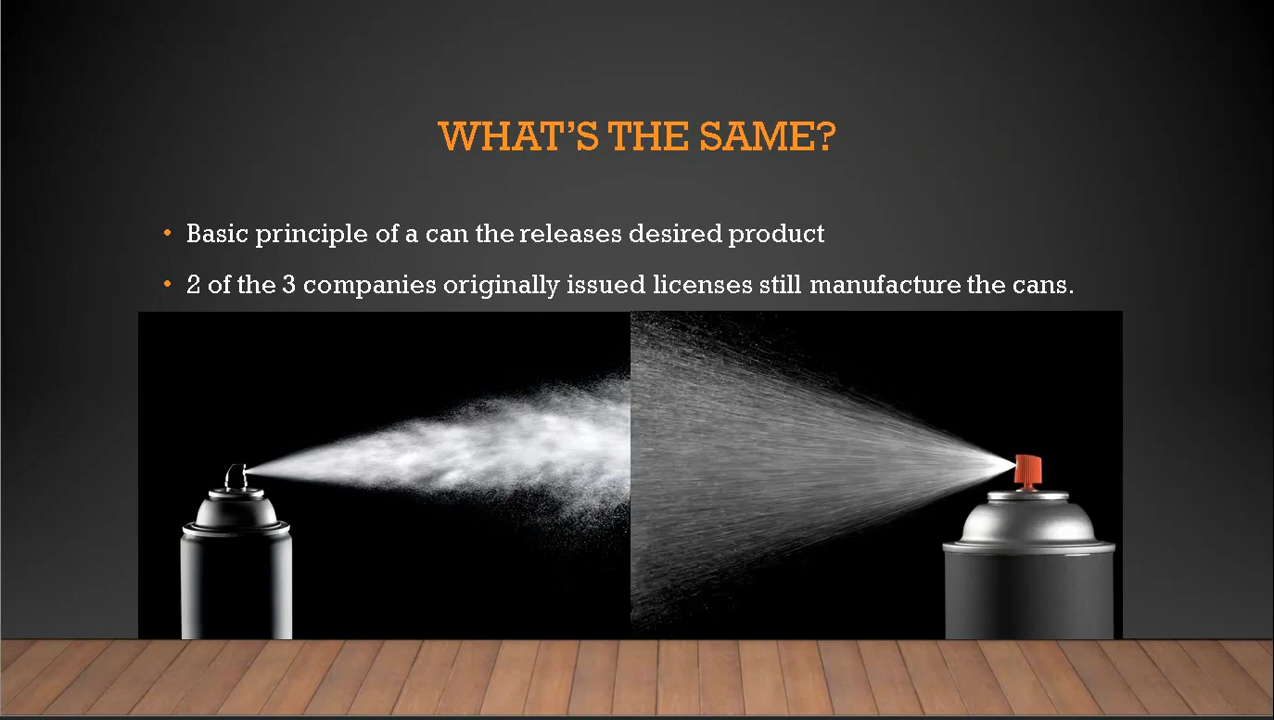 WHAT'S THE SAME?
• Basic principle of a can the releases desired product
• 2 of the 3 companies originally issued licenses still manufacture the cans.